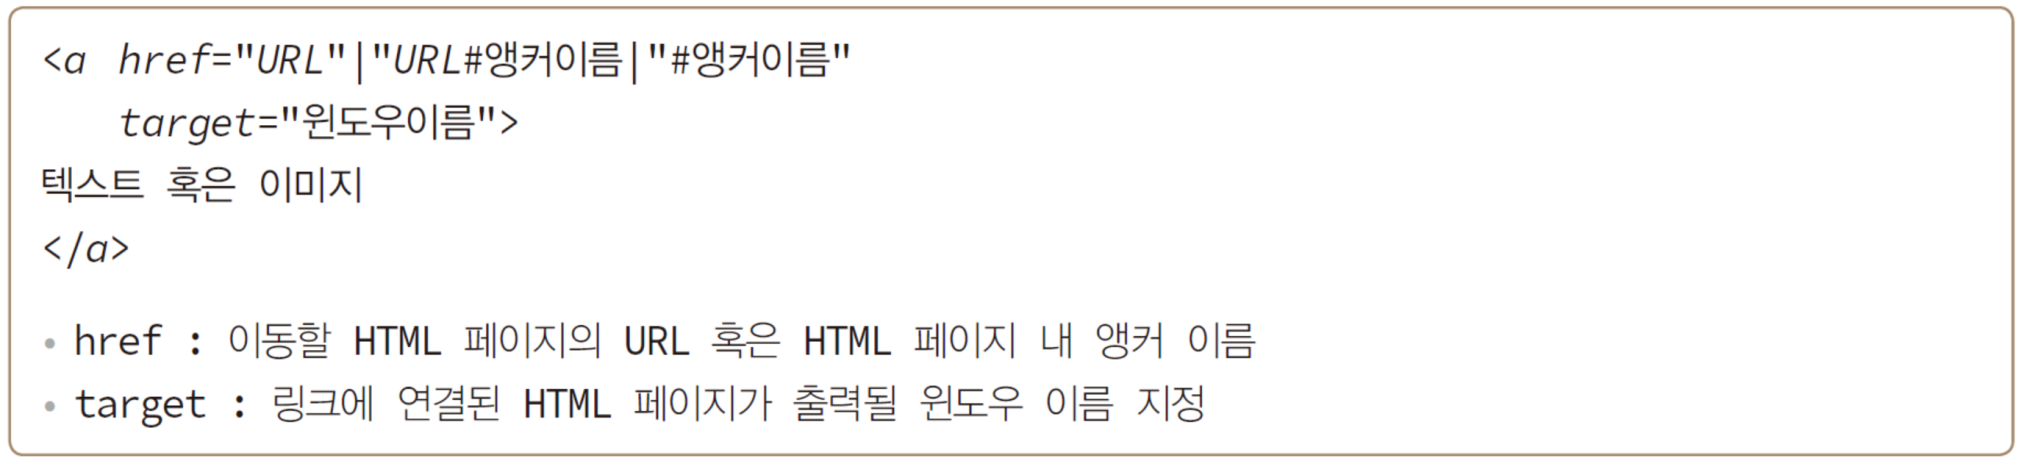 <a href="URL"|"URL#앵커이름|"#앵커이름"
target="윈도우이름">
텍스트 혹은 이미지
</a>
• href : 이동할 HTML 페이지의 URL 혹은 HTML 페이지 내 앵커 이름
• target : 링크에 연결된 HTML 페이지가 출력될 윈도우 이름 지정